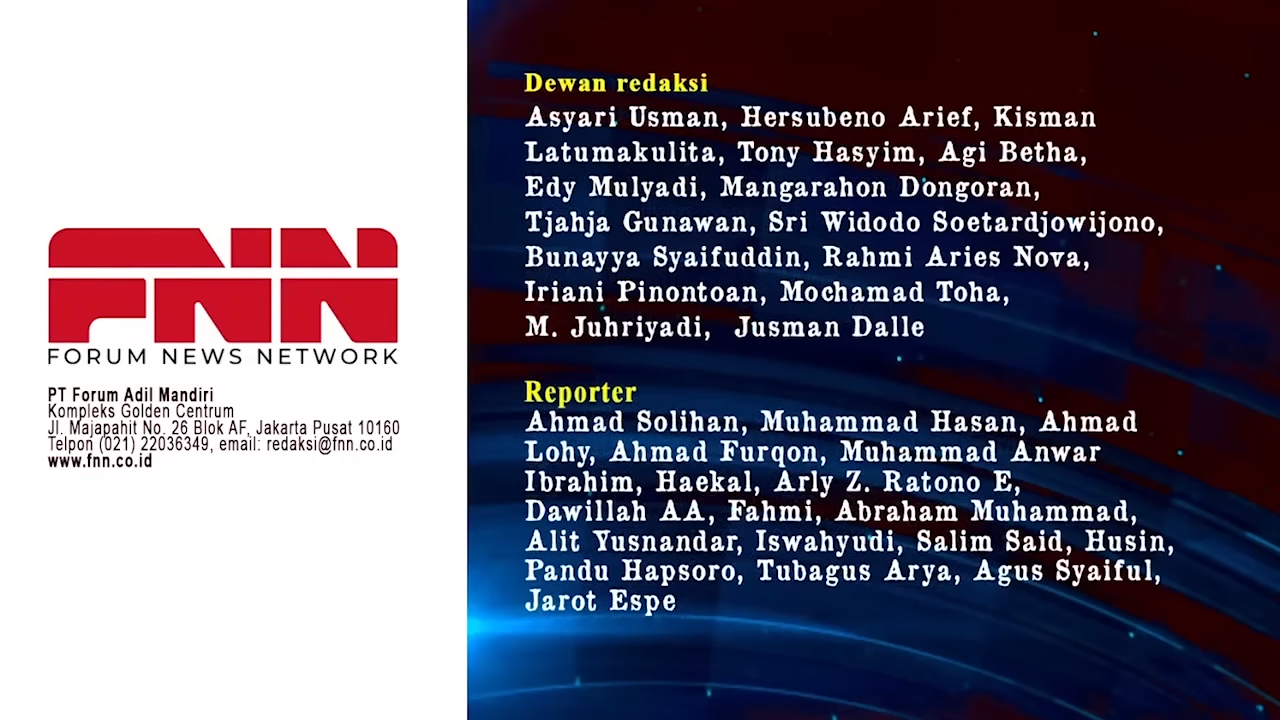 FNN
FORUM NEWS NETWORK
PT Forum Adil Mandiri
Kompleks Golden Centrum
Jl. Majapahit No. 26 Blok AF, Jakarta Pusat 10160
Telpon (021) 22036349, email: redaksi@fnn.co.id
www.fnn.co.id
Dewan redaksi
Asyari Usman, Hersubeno Arief, Kisman
Latumakulita, Tony Hasyim, Agi Betha,
Edy Mulyadi, Mangarahon Dongoran,
Tjahja Gunawan, Sri Widodo Soetardjowijono,
Bunayya Syaifuddin, Rahmi Aries Nova,
Iriani Pinontoan, Mochamad Toha,
M. Juhriyadi, Jusman Dalle
Reporter
Ahmad Solihan, Muhammad Hasan, Ahmad
Lohy, Ahmad Furqon, Muhammad Anwar
Ibrahim, Haekal, Arly Z. Ratono E,
Dawillah AA, Fahmi, Abraham Muhammad,
Alit Yusnandar, Iswahyudi, Salim Said, Husin,
Pandu Hapsoro, Tubagus Arya, Agus Syaiful,
Jarot Espe